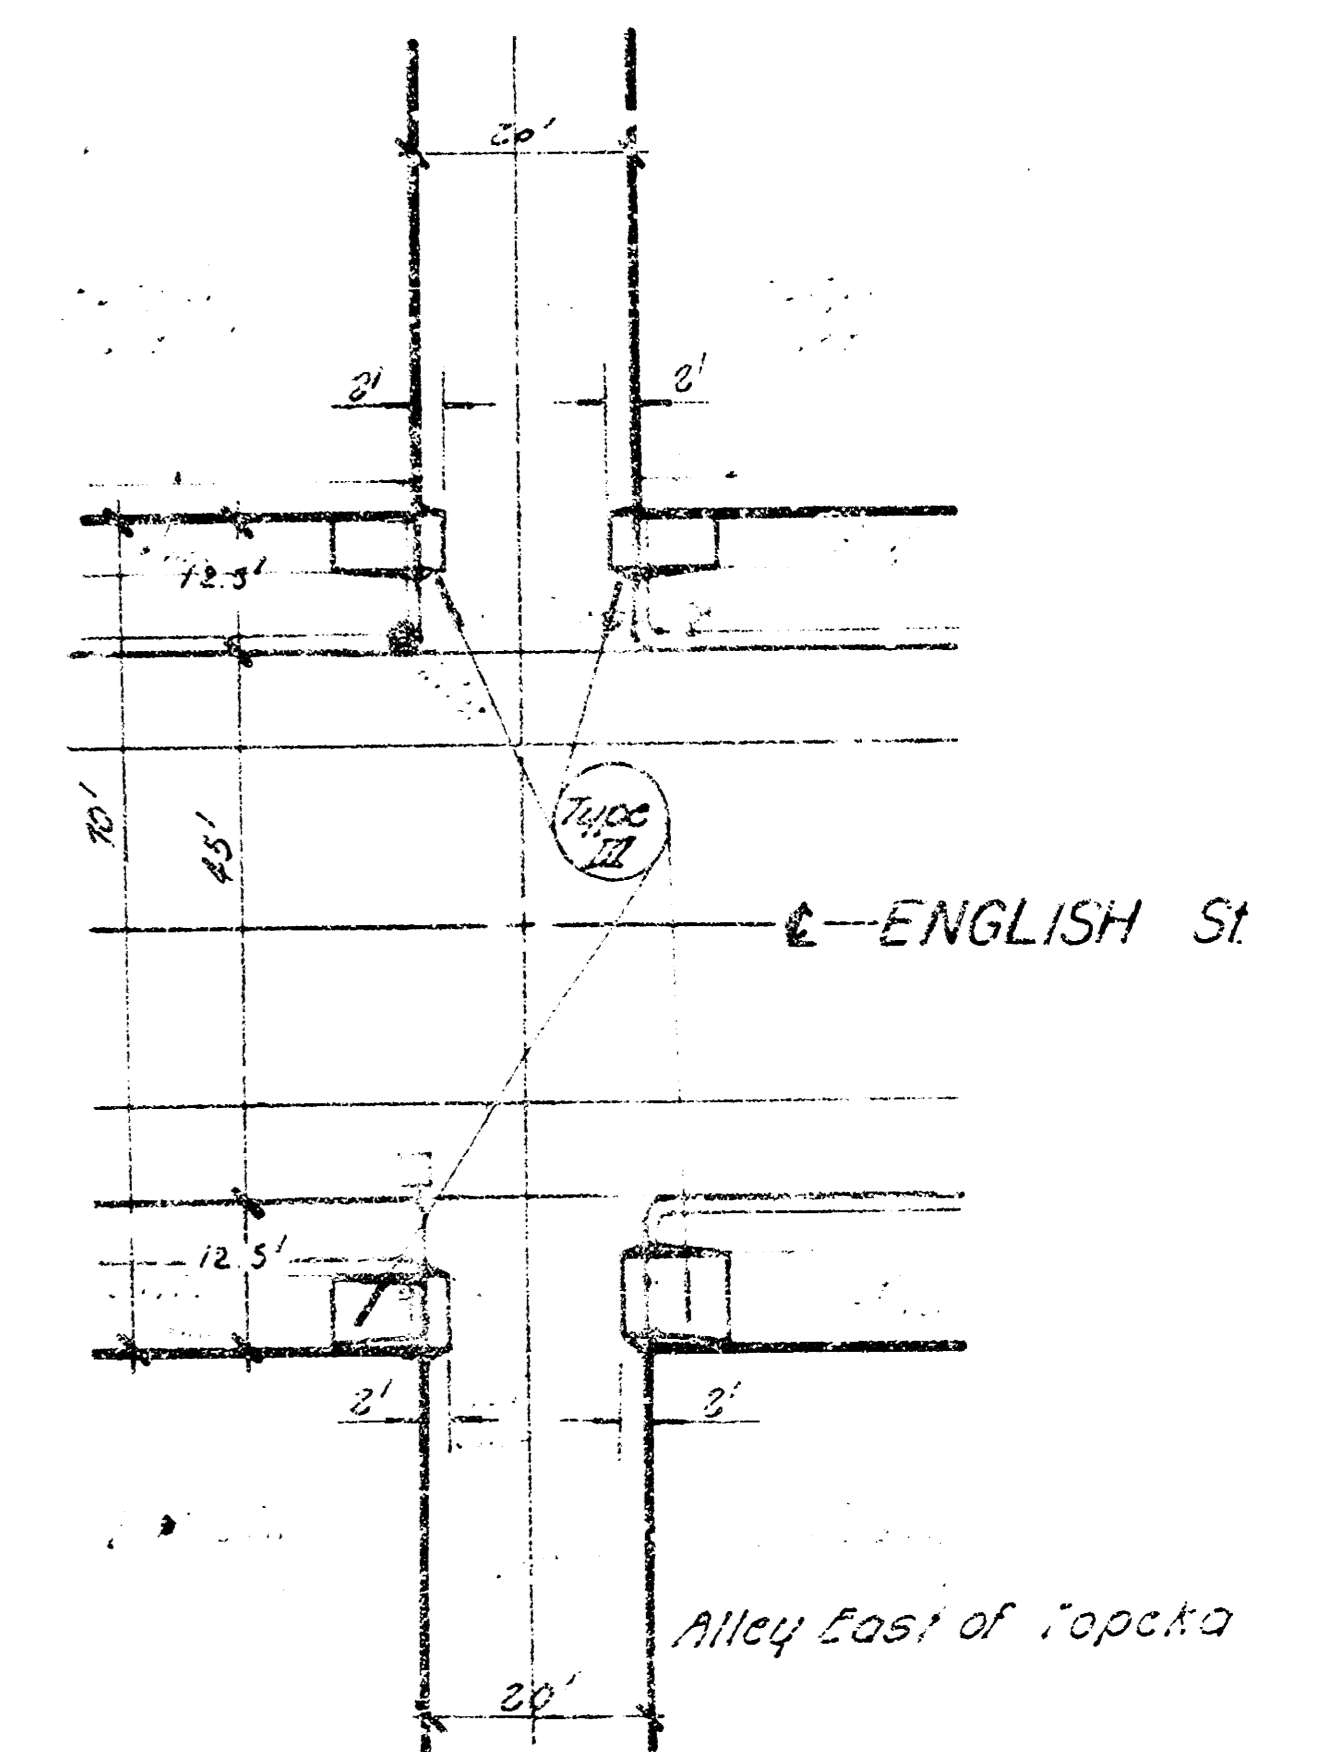 20'
2' 2'
12.5'
70'
45'
Type
III
℄ ENGLISH St.
12.5'
2' 2'
Alley East of Topeka
20'